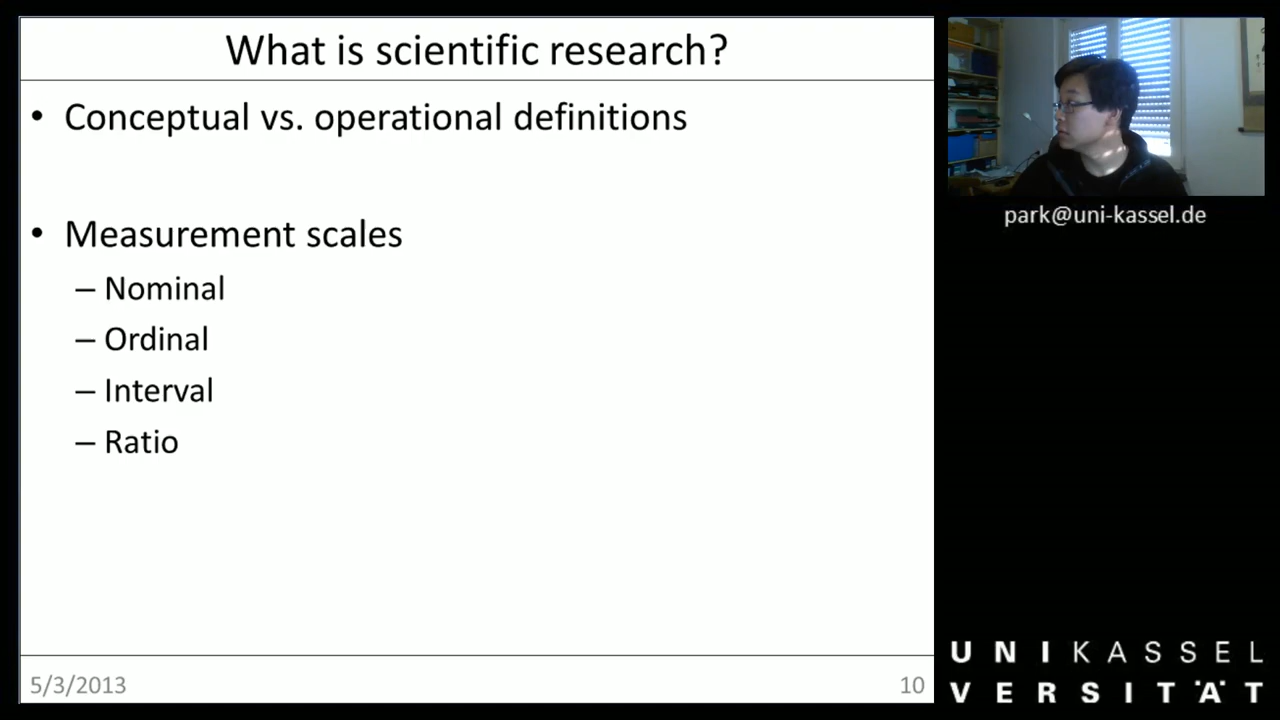 What is scientific research?
• Conceptual vs. operational definitions
• Measurement scales
– Nominal
– Ordinal
– Interval
– Ratio
5/3/2013
10
park@uni-kassel.de
UNIKASSEL
VERSITÄT